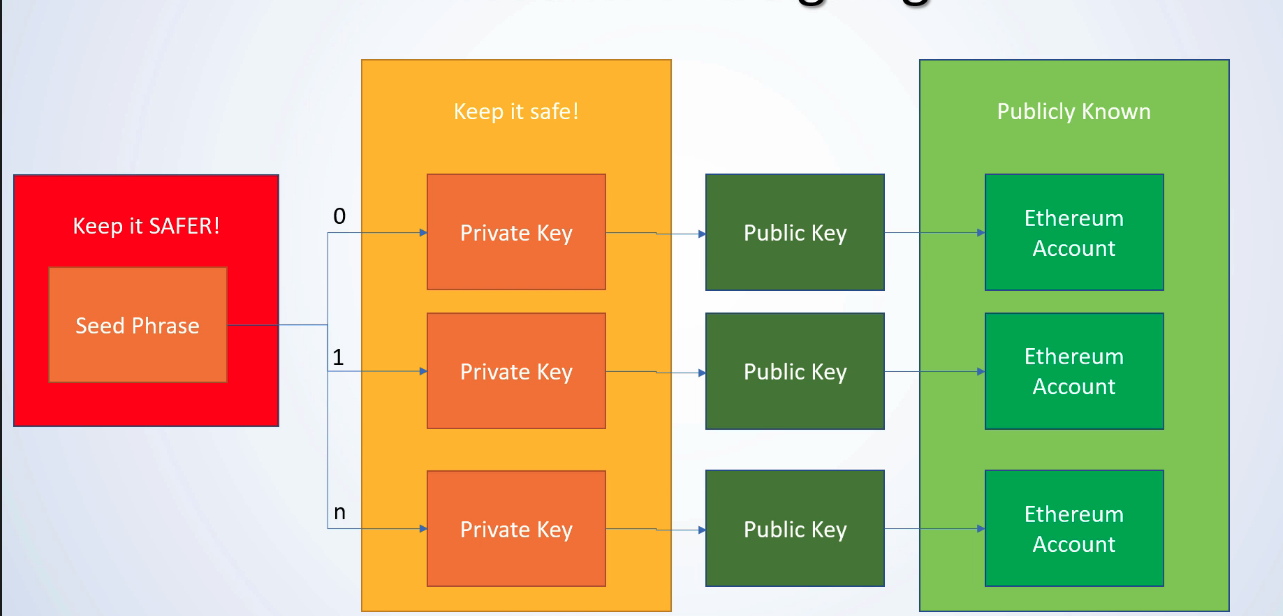 Keep it safe!
Publicly Known
Keep it SAFER!
Seed Phrase
0
Private Key
Public Key
Ethereum
Account
1
Private Key
Public Key
Ethereum
Account
n
Private Key
Public Key
Ethereum
Account